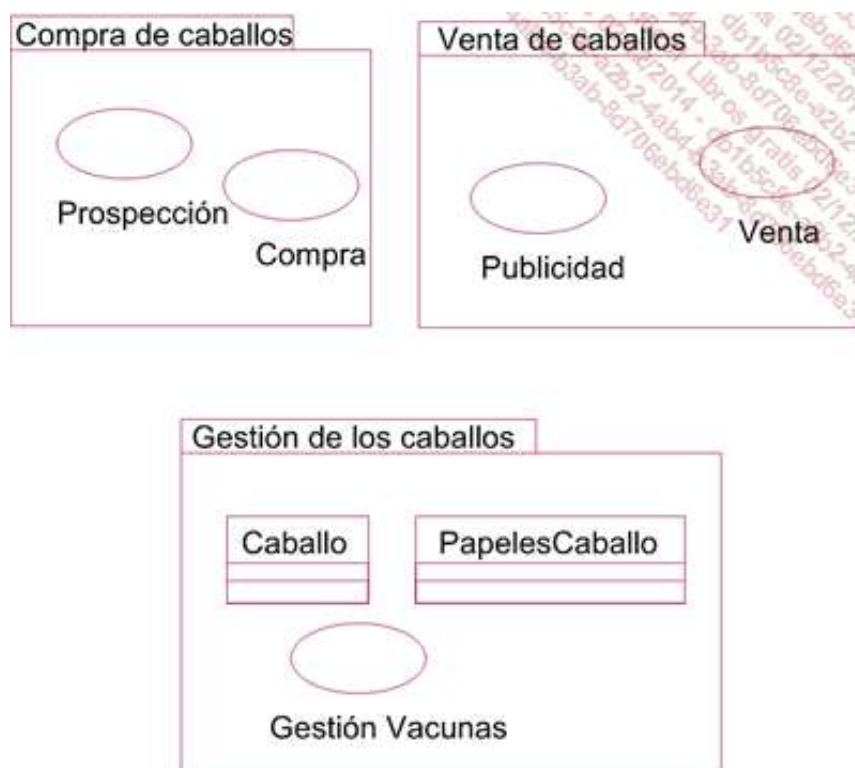 Compra de caballos
Prospección
Compra
Venta de caballos
Publicidad
Venta
Gestión de los caballos
Caballo
PapelesCaballo
Gestión Vacunas